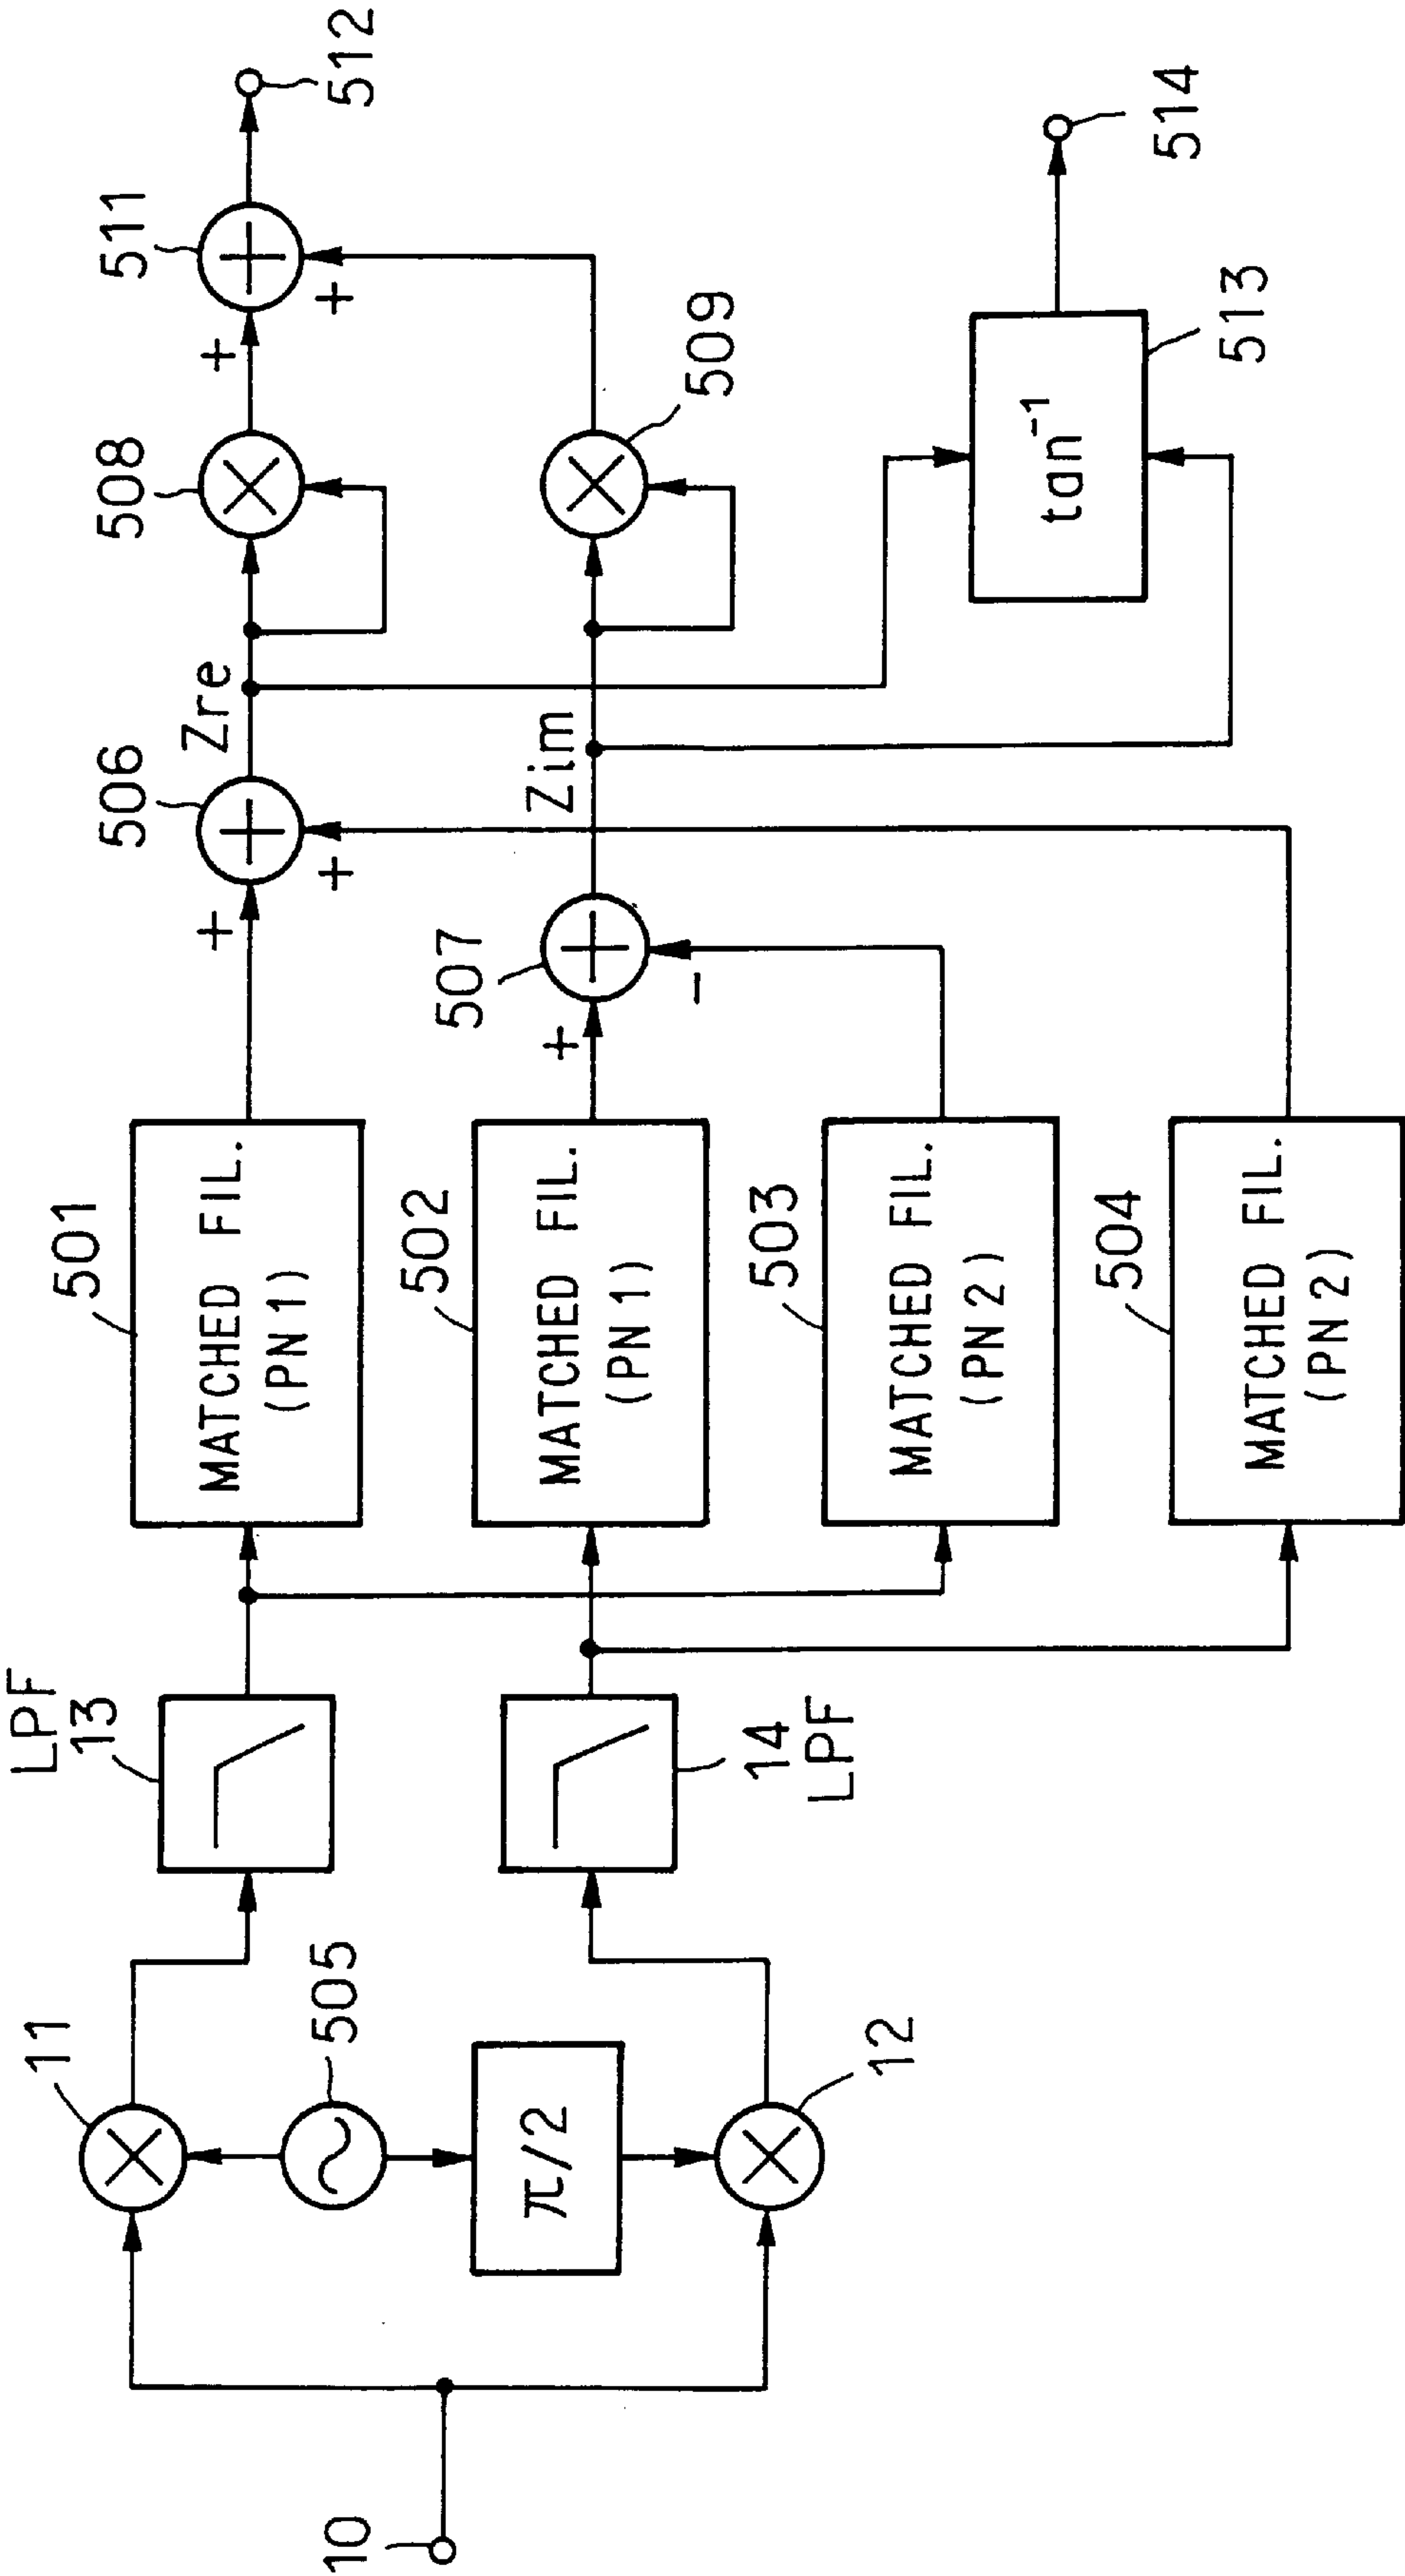 10
11
505
π/2
12
LPF
13
14
LPF
501
MATCHED FIL.
(PN1)
502
MATCHED FIL.
(PN1)
503
MATCHED FIL.
(PN2)
504
MATCHED FIL.
(PN2)
+
+
506
Zre
+
-
507
Zim
508
509
+
+
511
512
tan⁻¹
513
514